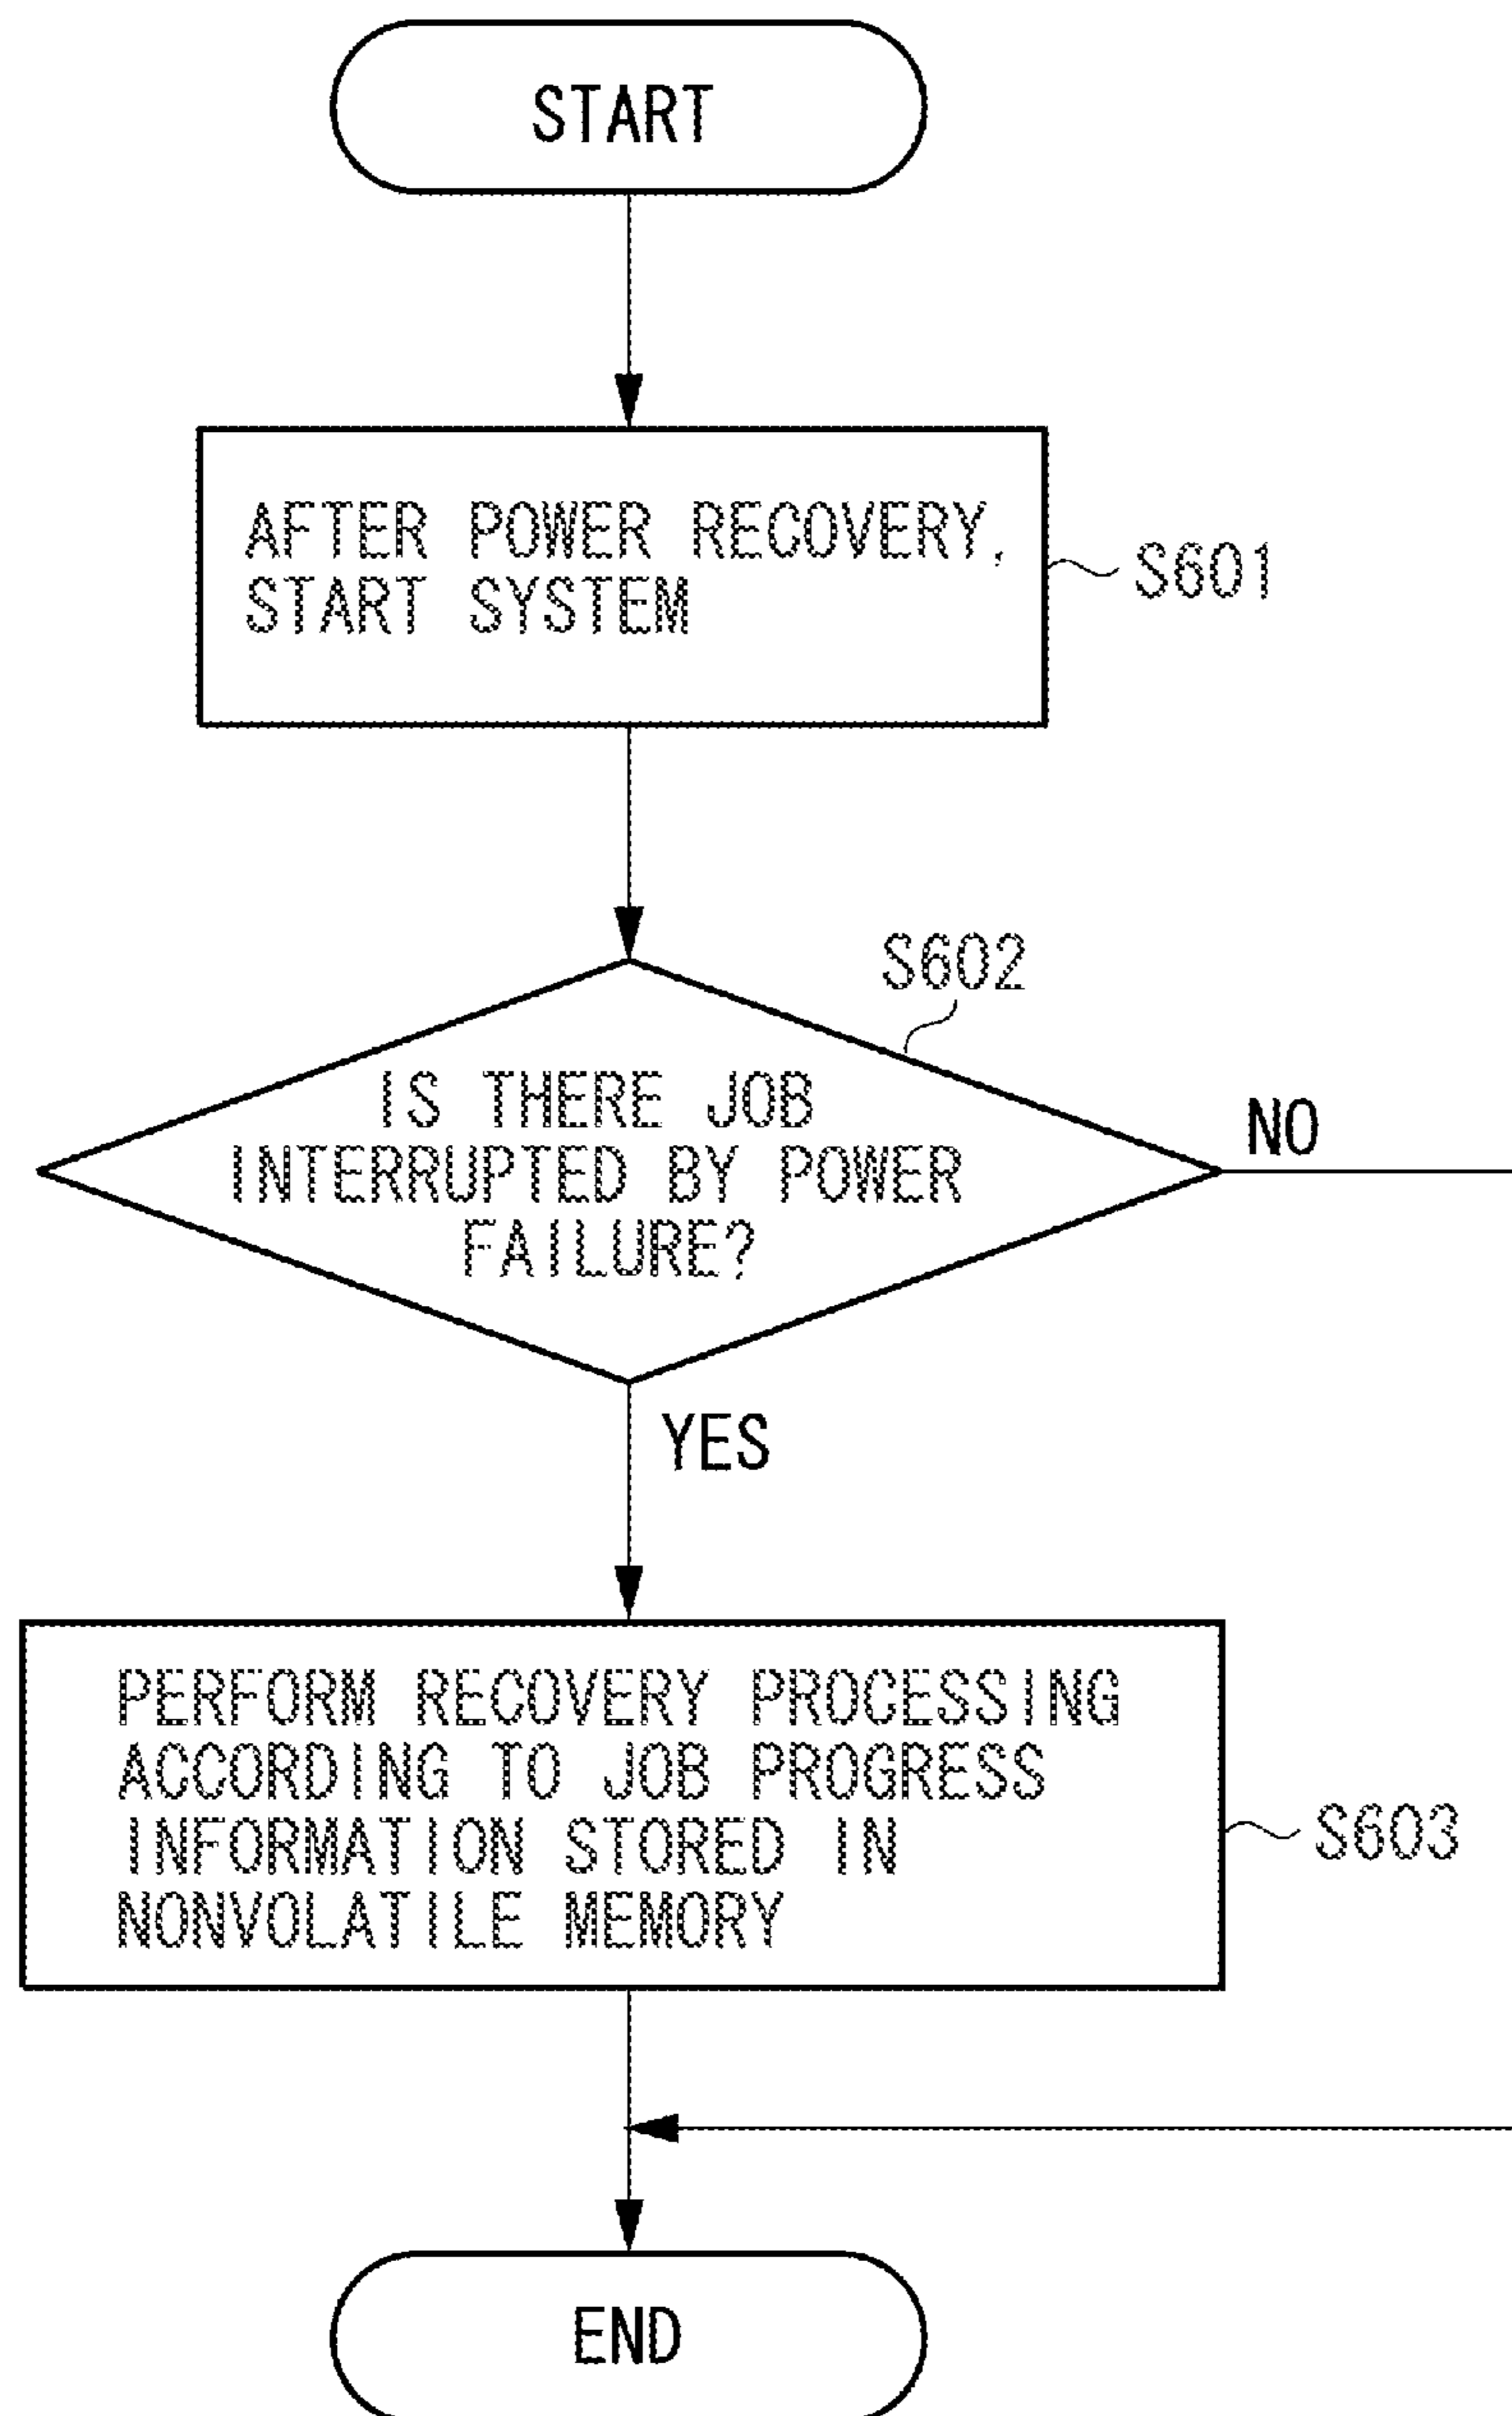 START
AFTER POWER RECOVERY,
START SYSTEM
S601
S602
IS THERE JOB
INTERRUPTED BY POWER
FAILURE?
NO
YES
PERFORM RECOVERY PROCESSING
ACCORDING TO JOB PROGRESS
INFORMATION STORED IN
NONVOLATILE MEMORY
S603
END